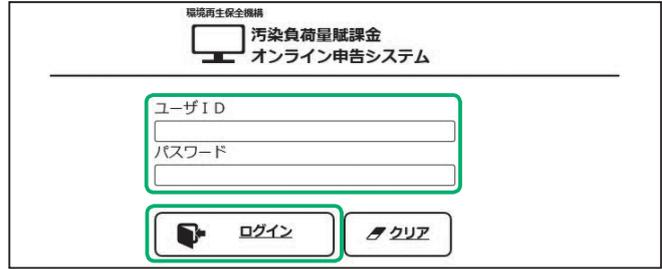 環境再生保全機構
汚染負荷量賦課金
オンライン申告システム
ユーザID
パスワード
ログイン
クリア